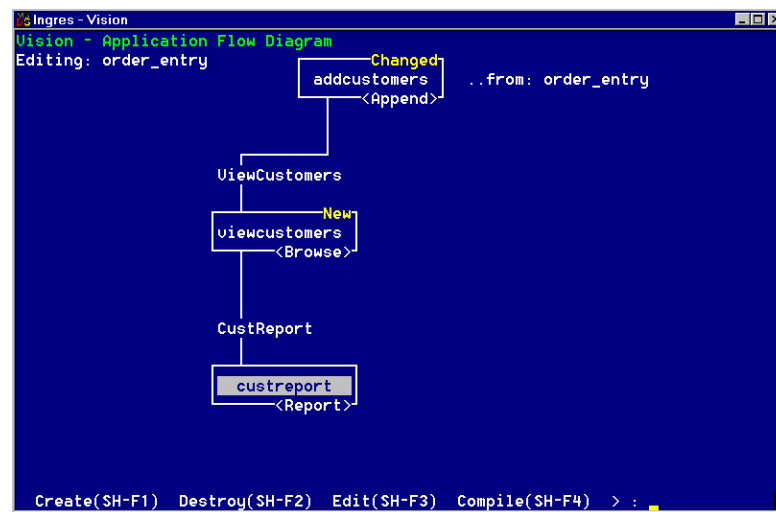 Ingres - Vision
Vision - Application Flow Diagram
Editing: order_entry
Changed
addcustomers ..from: order_entry
<Append>
ViewCustomers
New
viewcustomers
<Browse>
CustReport
custreport
<Report>
Create(SH-F1) Destroy(SH-F2) Edit(SH-F3) Compile(SH-F4) > :